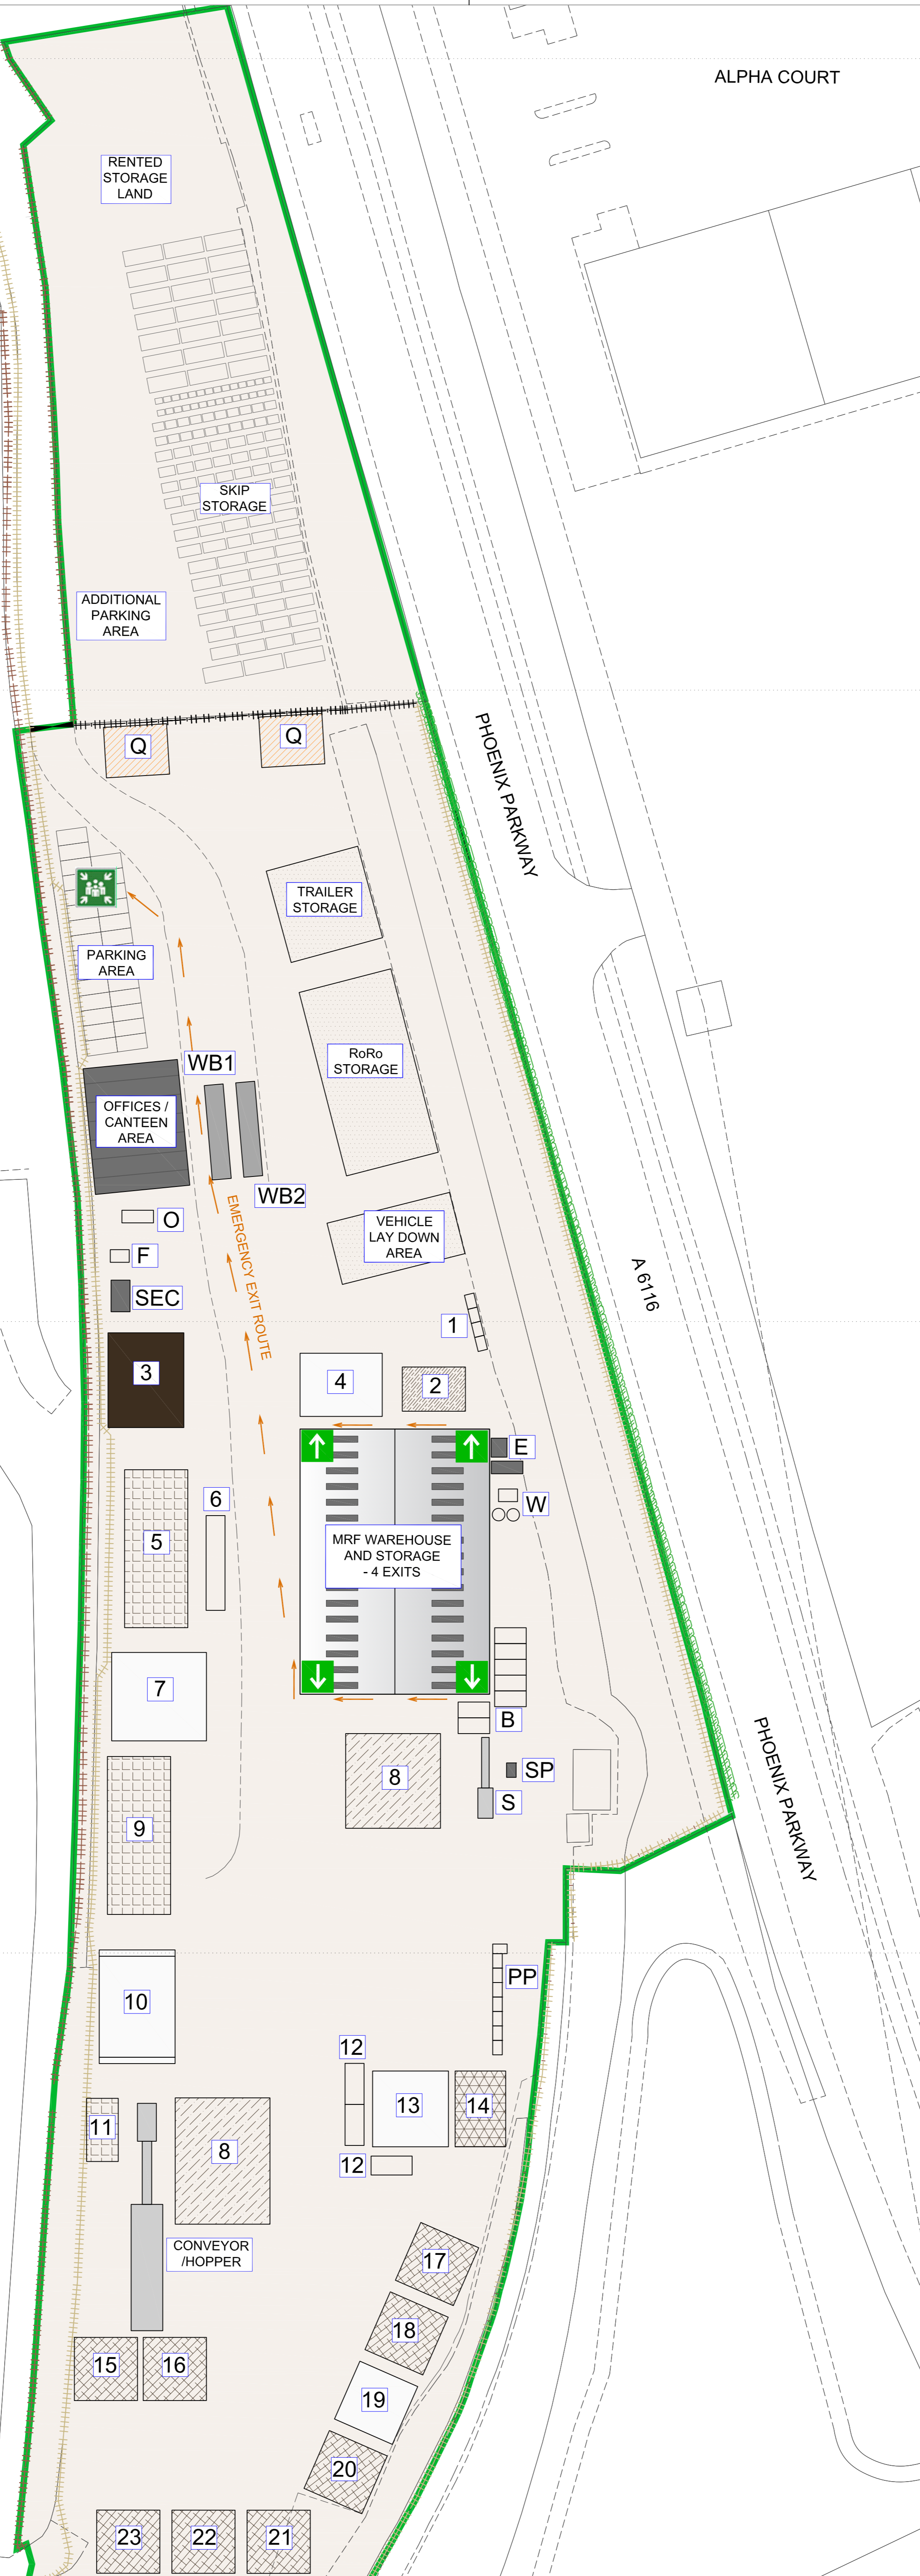 ALPHA COURT
RENTED
STORAGE
LAND
SKIP
STORAGE
ADDITIONAL
PARKING
AREA
Q
Q
PHOENIX PARKWAY
TRAILER
STORAGE
PARKING
AREA
RoRo
STORAGE
WB1
OFFICES /
CANTEEN
AREA
WB2
EMERGENCY EXIT ROUTE
O
VEHICLE
LAY DOWN
AREA
F
SEC
A 6116
1
3
4
2
E
6
W
5
MRF WAREHOUSE
AND STORAGE
- 4 EXITS
7
B
8
SP
S
PHOENIX PARKWAY
9
PP
10
12
13
14
11
8
12
CONVEYOR
/HOPPER
17
18
15
16
19
20
23
22
21